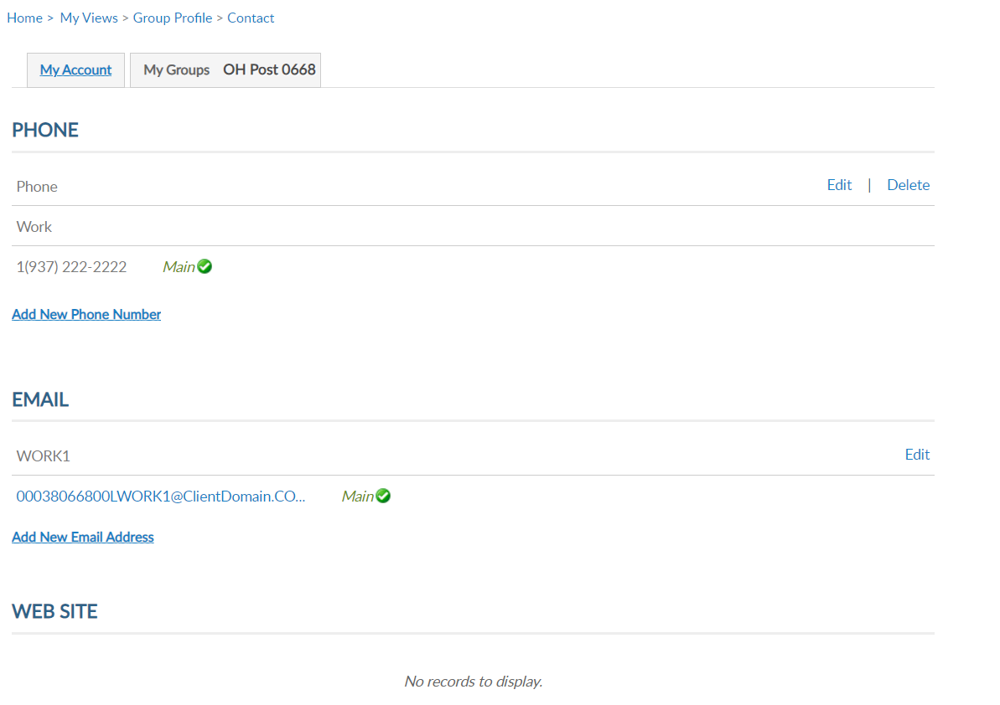 Home > My Views > Group Profile > Contact
My Account My Groups OH Post 0668
PHONE
Phone Edit | Delete
Work
1(937) 222-2222 Main
Add New Phone Number
EMAIL
WORK1 Edit
00038066800LWORK1@ClientDomain.CO... Main
Add New Email Address
WEB SITE
No records to display.